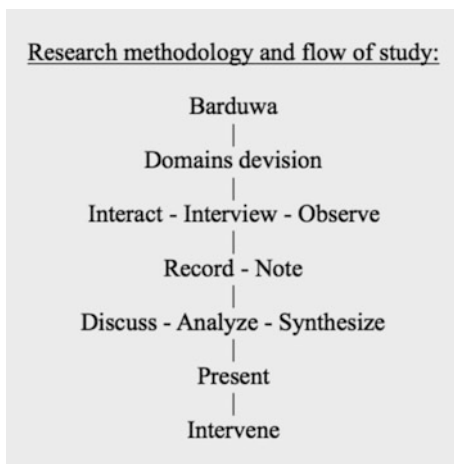 Research methodology and flow of study:
Barduwa
Domains devision
Interact - Interview - Observe
Record - Note
Discuss - Analyze - Synthesize
Present
Intervene